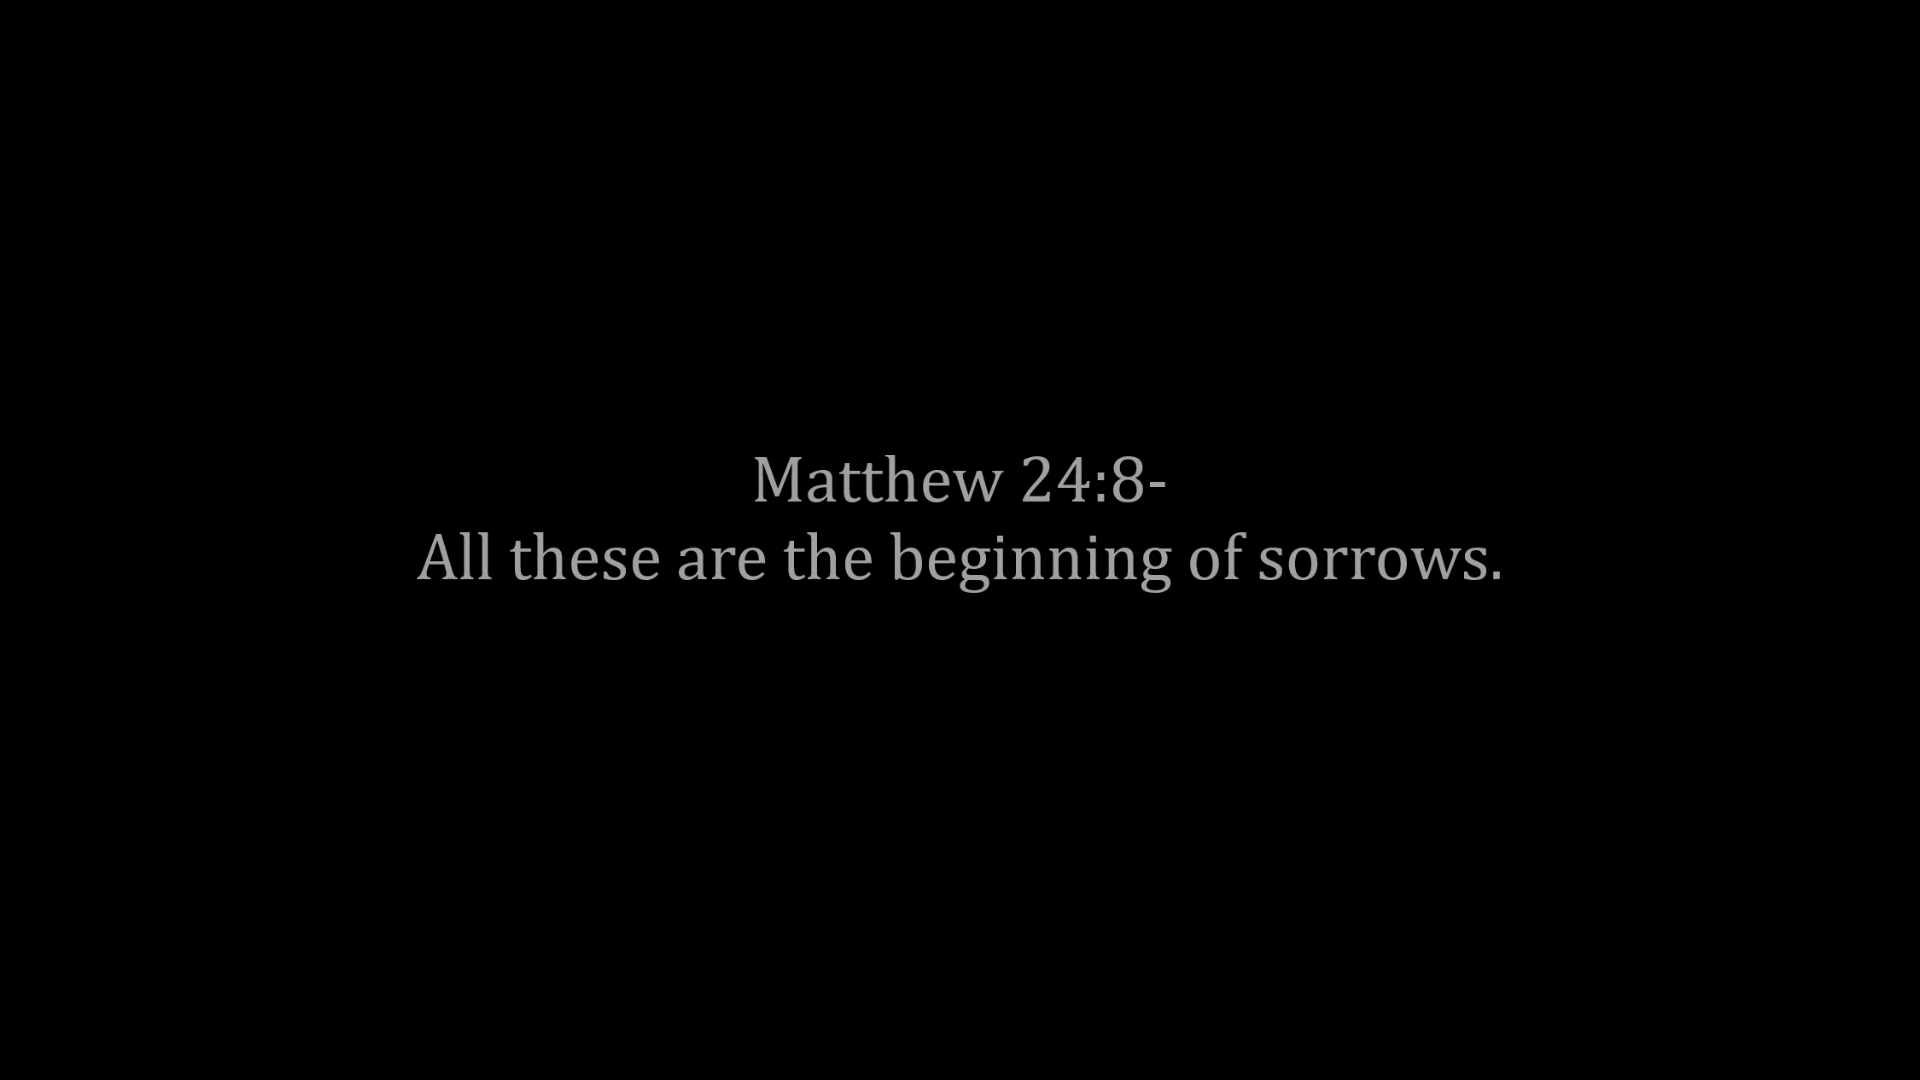 Matthew 24:8-
All these are the beginning of sorrows.